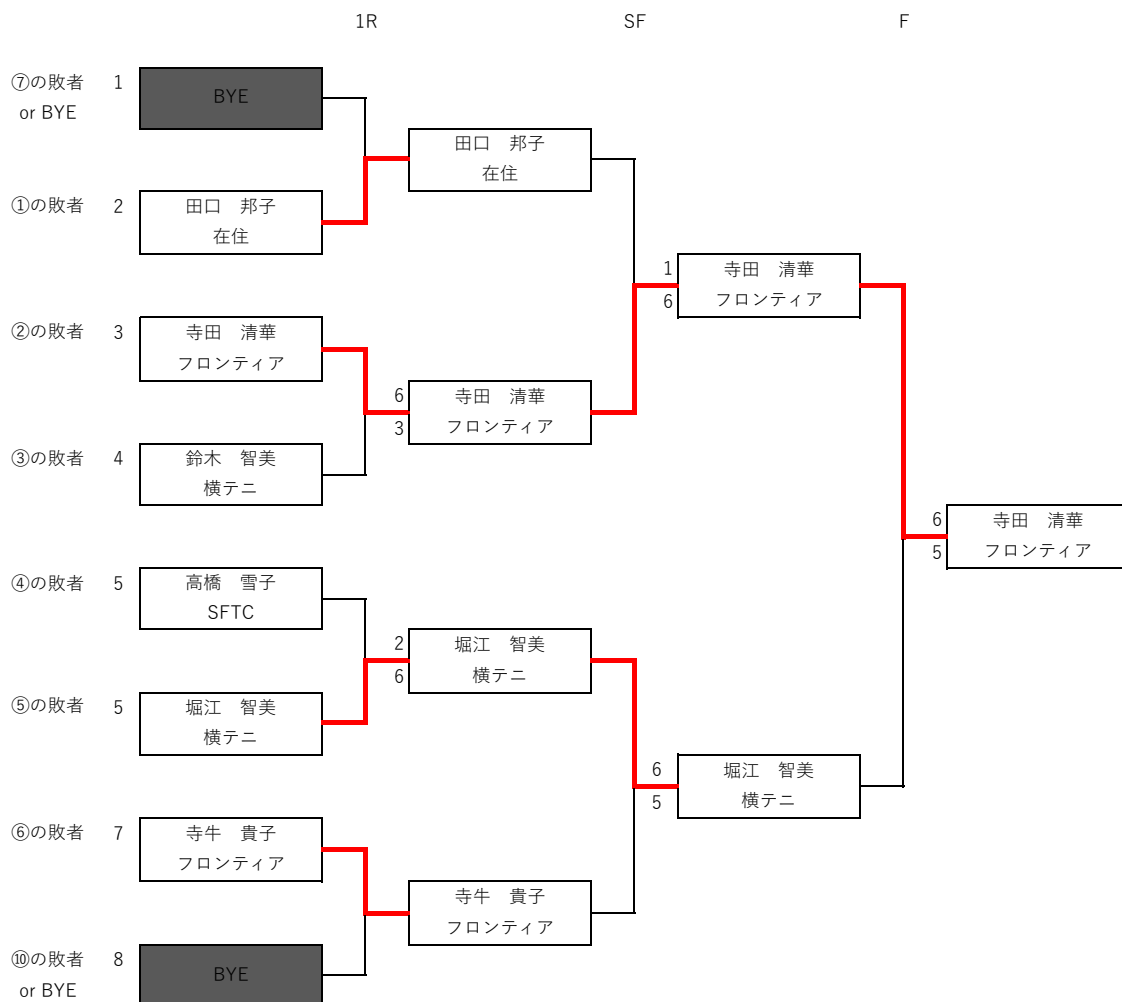 1R SF F
⑦の敗者 1
or BYE
BYE
田口　邦子
在住
①の敗者 2
田口　邦子
在住
1
6
寺田　清華
フロンティア
②の敗者 3
寺田　清華
フロンティア
6
3
寺田　清華
フロンティア
③の敗者 4
鈴木　智美
横テニ
6
5
寺田　清華
フロンティア
④の敗者 5
高橋　雪子
SFTC
2
6
堀江　智美
横テニ
⑤の敗者 5
堀江　智美
横テニ
6
5
堀江　智美
横テニ
⑥の敗者 7
寺牛　貴子
フロンティア
寺牛　貴子
フロンティア
⑩の敗者 8
or BYE
BYE